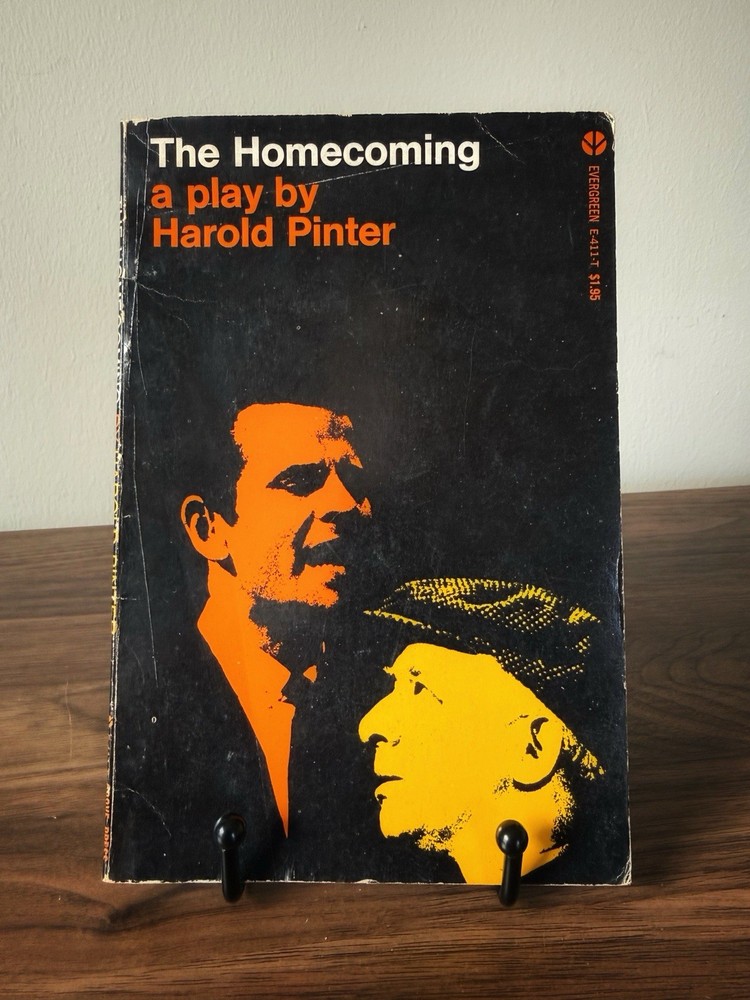 The Homecoming
a play by
Harold Pinter
EVERGREEN E-411-T $1.95